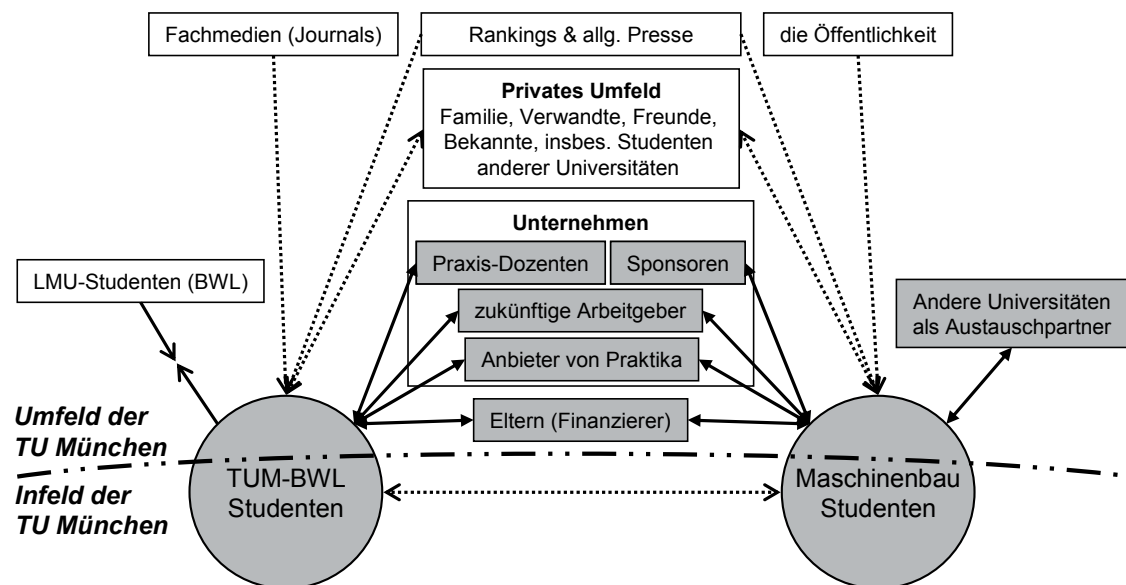 Fachmedien (Journals)
Rankings & allg. Presse
die Öffentlichkeit
Privates Umfeld
Familie, Verwandte, Freunde,
Bekannte, insbes. Studenten
anderer Universitäten
Unternehmen
Praxis-Dozenten
Sponsoren
LMU-Studenten (BWL)
zukünftige Arbeitgeber
Andere Universitäten
als Austauschpartner
Anbieter von Praktika
Eltern (Finanzierer)
Umfeld der
TU München
Infeld der
TU München
TUM-BWL
Studenten
Maschinenbau
Studenten